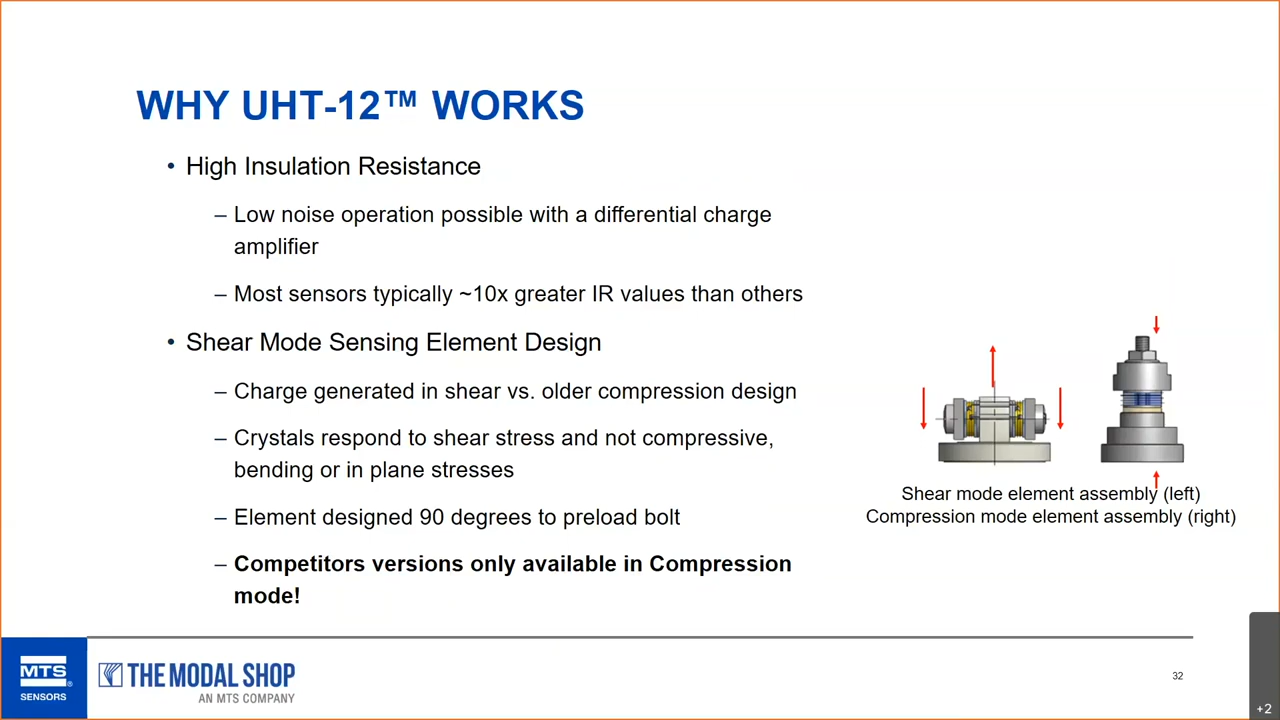 WHY UHT-12™ WORKS
• High Insulation Resistance
– Low noise operation possible with a differential charge
amplifier
– Most sensors typically ~10x greater IR values than others
• Shear Mode Sensing Element Design
– Charge generated in shear vs. older compression design
– Crystals respond to shear stress and not compressive,
bending or in plane stresses
– Element designed 90 degrees to preload bolt
– Competitors versions only available in Compression
mode!
Shear mode element assembly (left)
Compression mode element assembly (right)
MTS®
SENSORS
THE MODAL SHOP
AN MTS COMPANY
32
+2